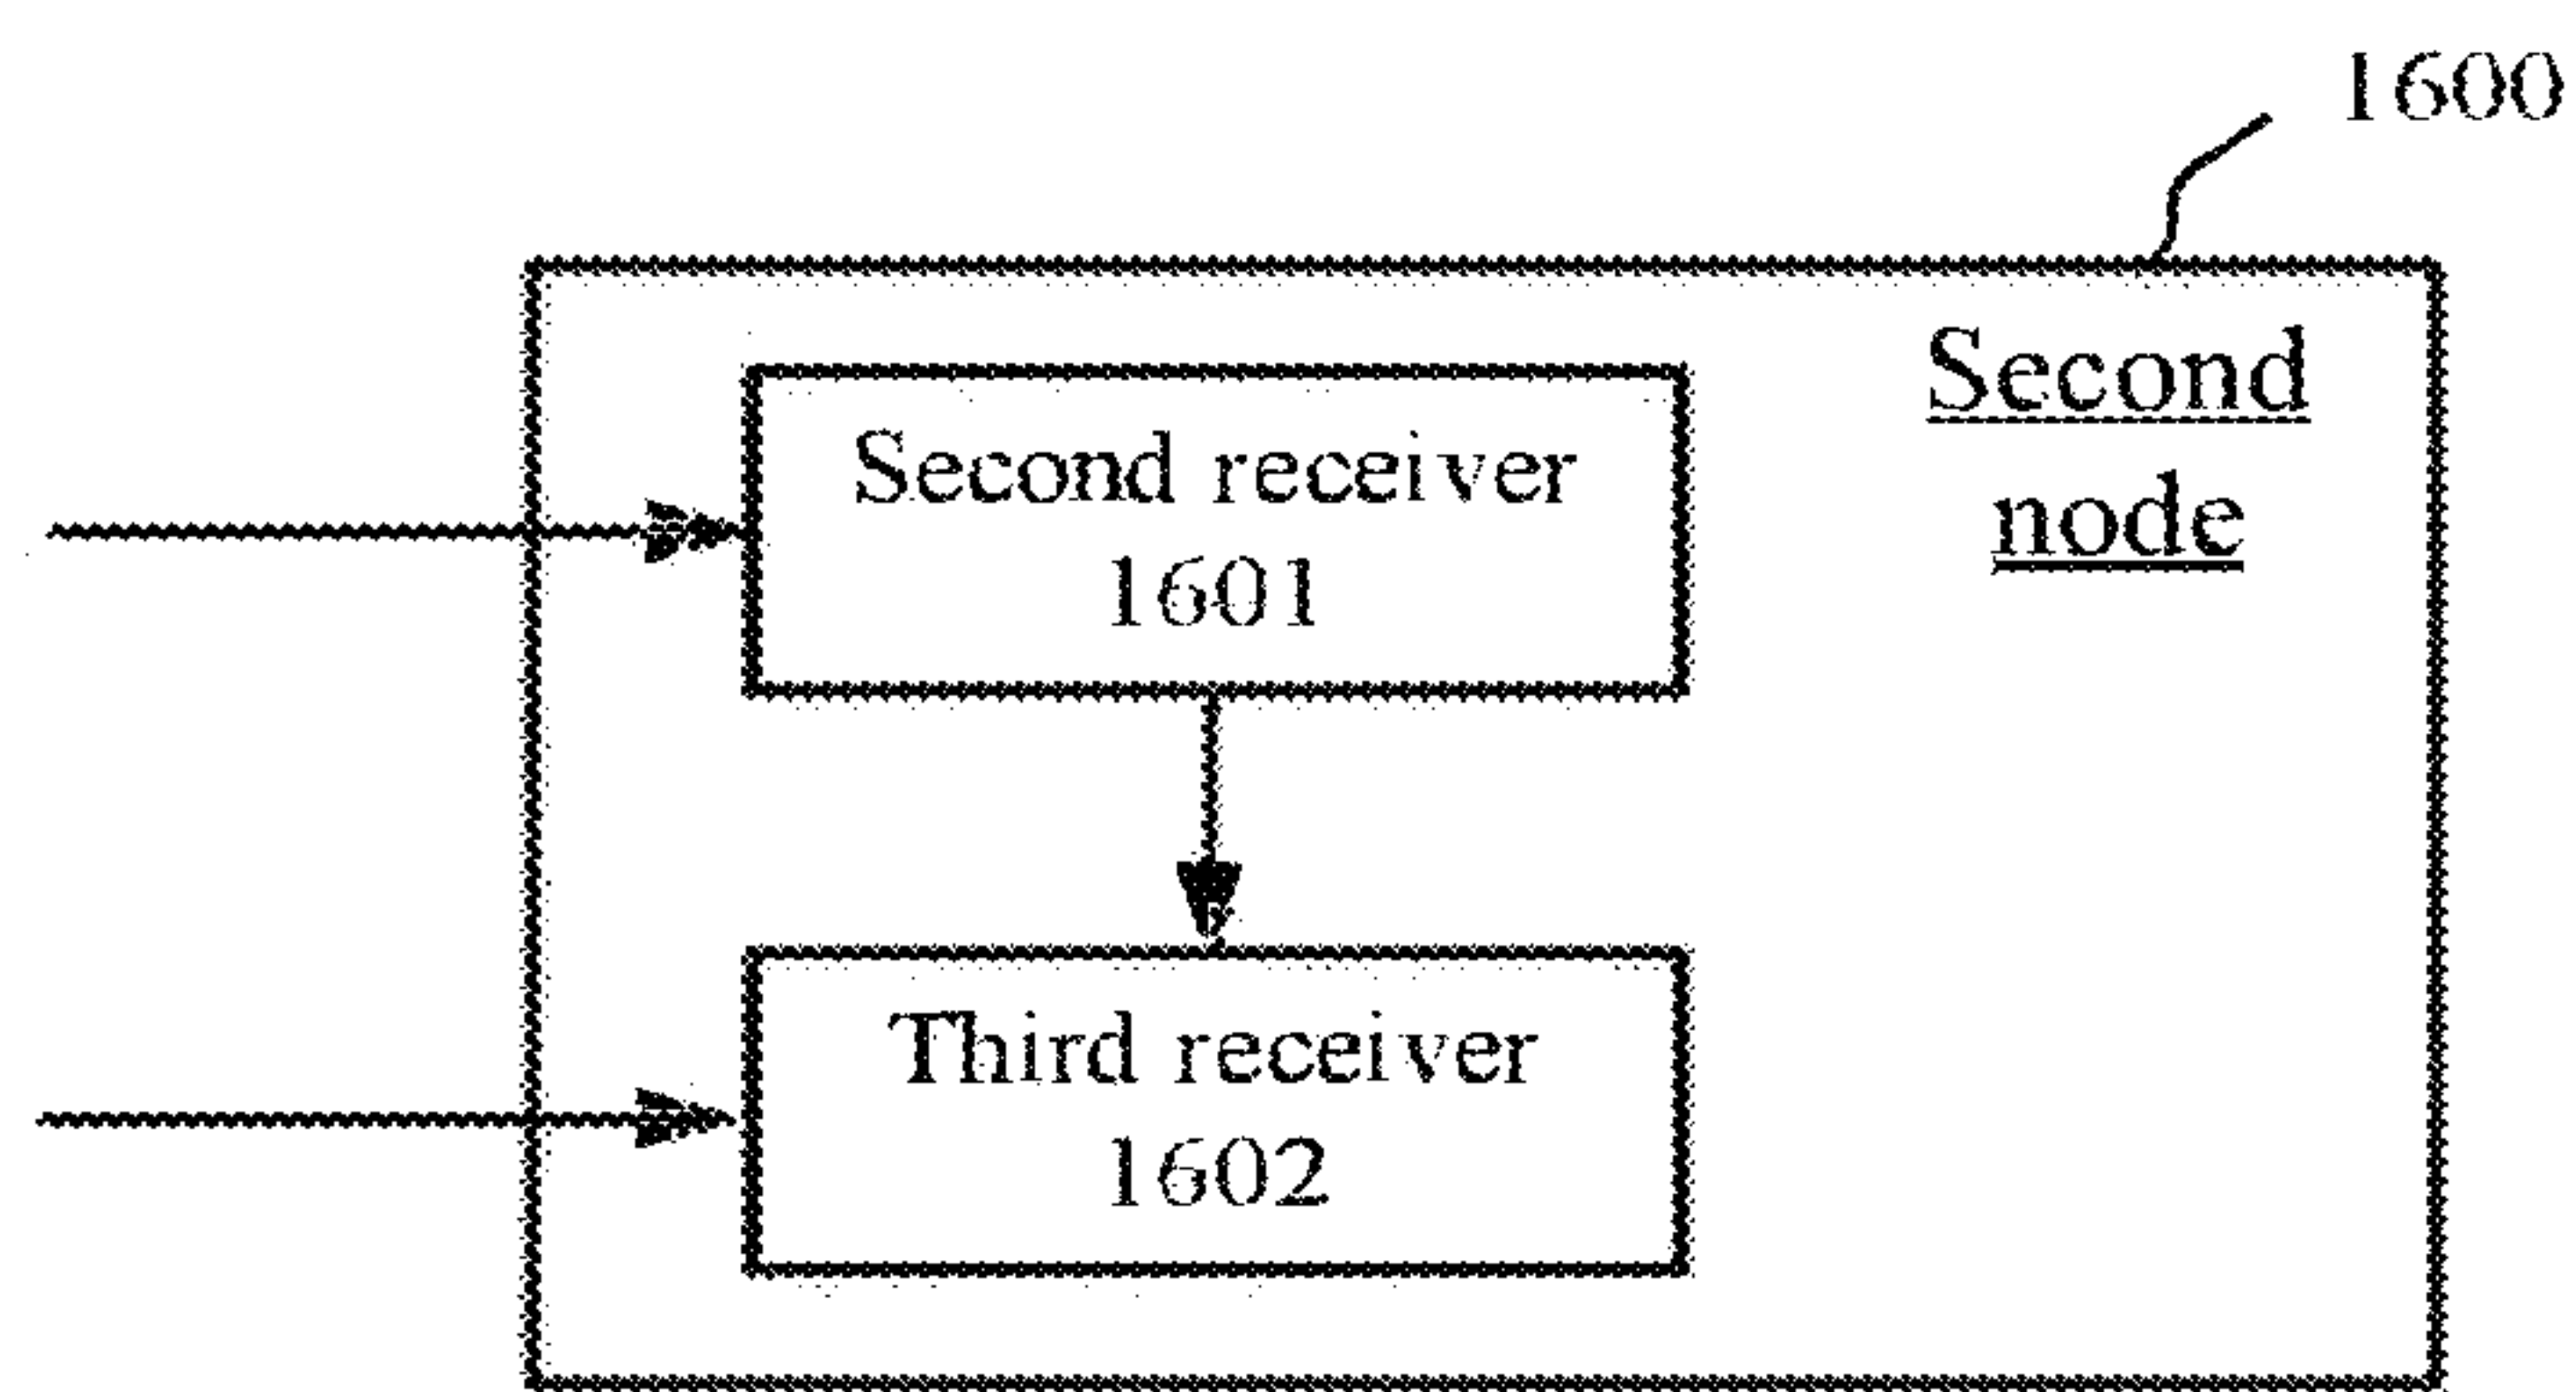 1600
Second
node
Second receiver
1601
Third receiver
1602